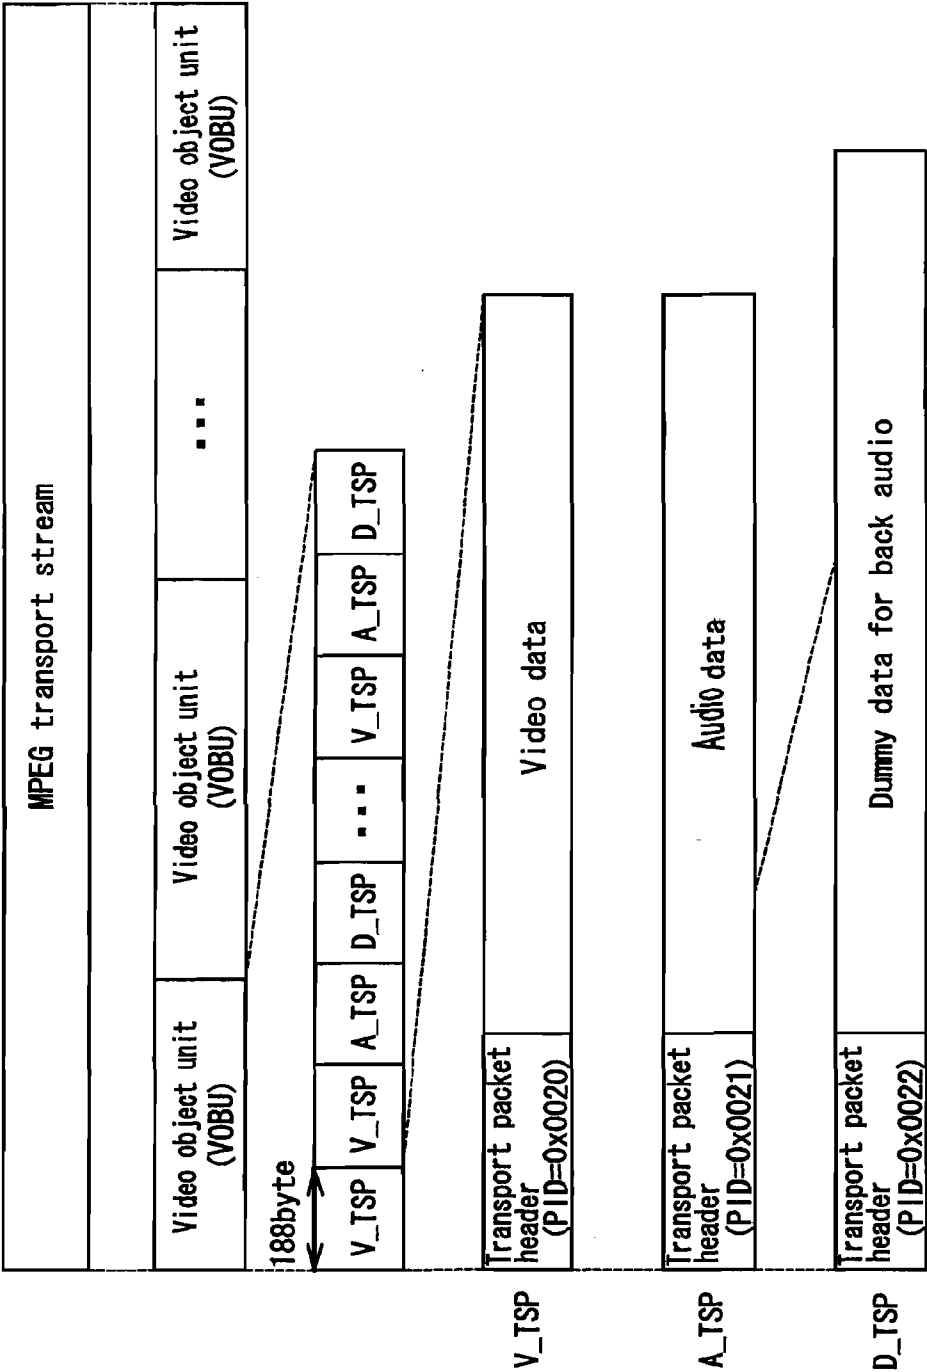 MPEG transport stream
Video object unit
(VOBU)
Video object unit
(VOBU)
▪▪▪
Video object unit
(VOBU)
188byte
V_TSP
V_TSP
A_TSP
D_TSP
▪▪▪
V_TSP
A_TSP
D_TSP
V_TSP
Transport packet
header
(PID=0x0020)
Video data
A_TSP
Transport packet
header
(PID=0x0021)
Audio data
D_TSP
Transport packet
header
(PID=0x0022)
Dummy data for back audio